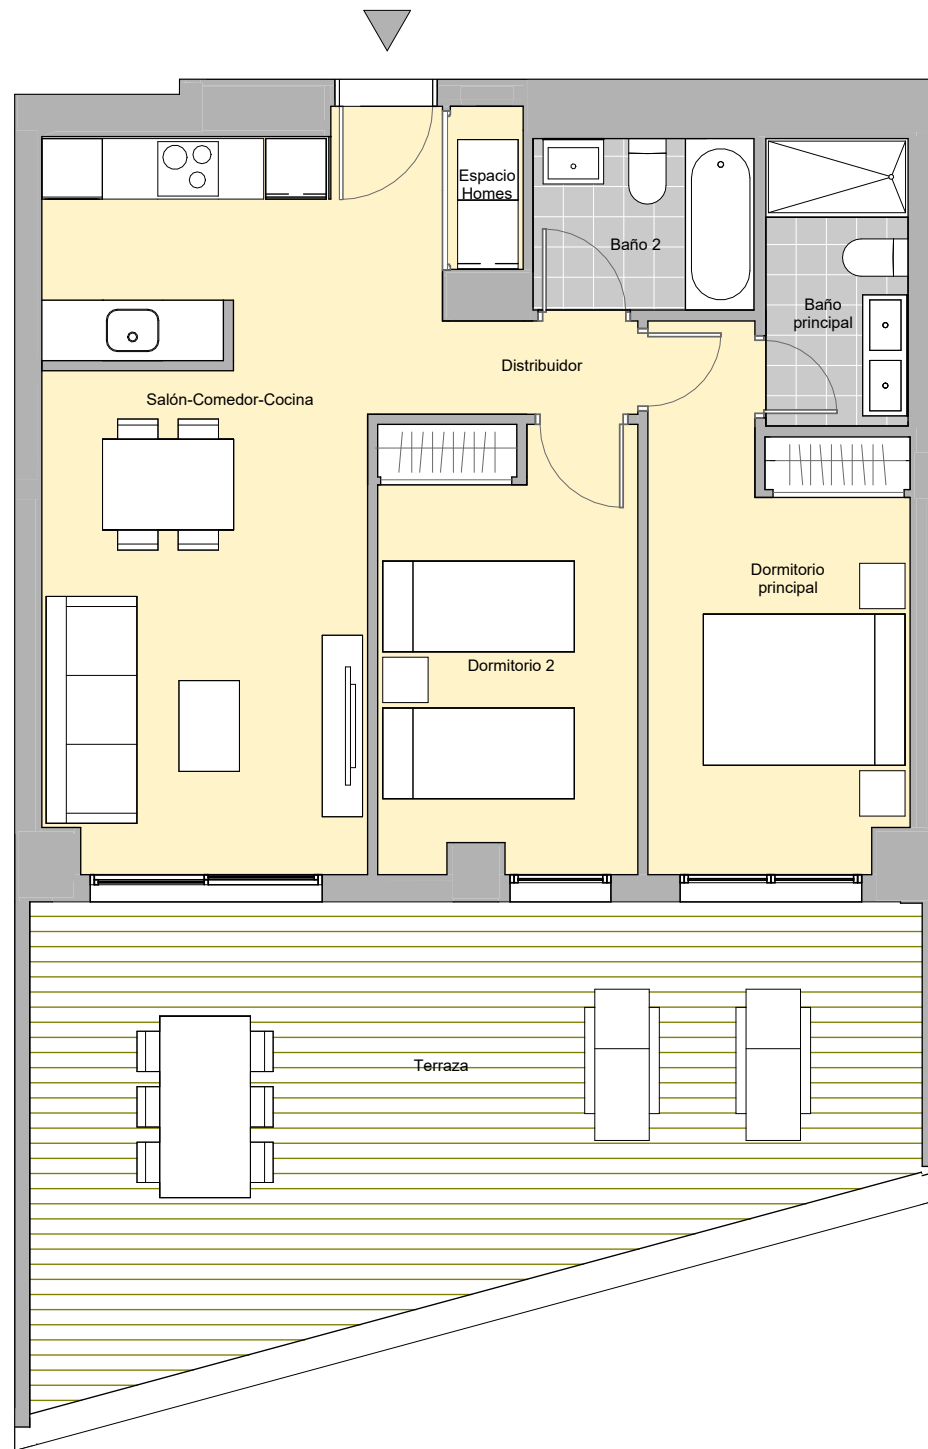 Espacio
Homes
Baño 2
Baño
principal
Distribuidor
Salón-Comedor-Cocina
Dormitorio
principal
Dormitorio 2
Terraza